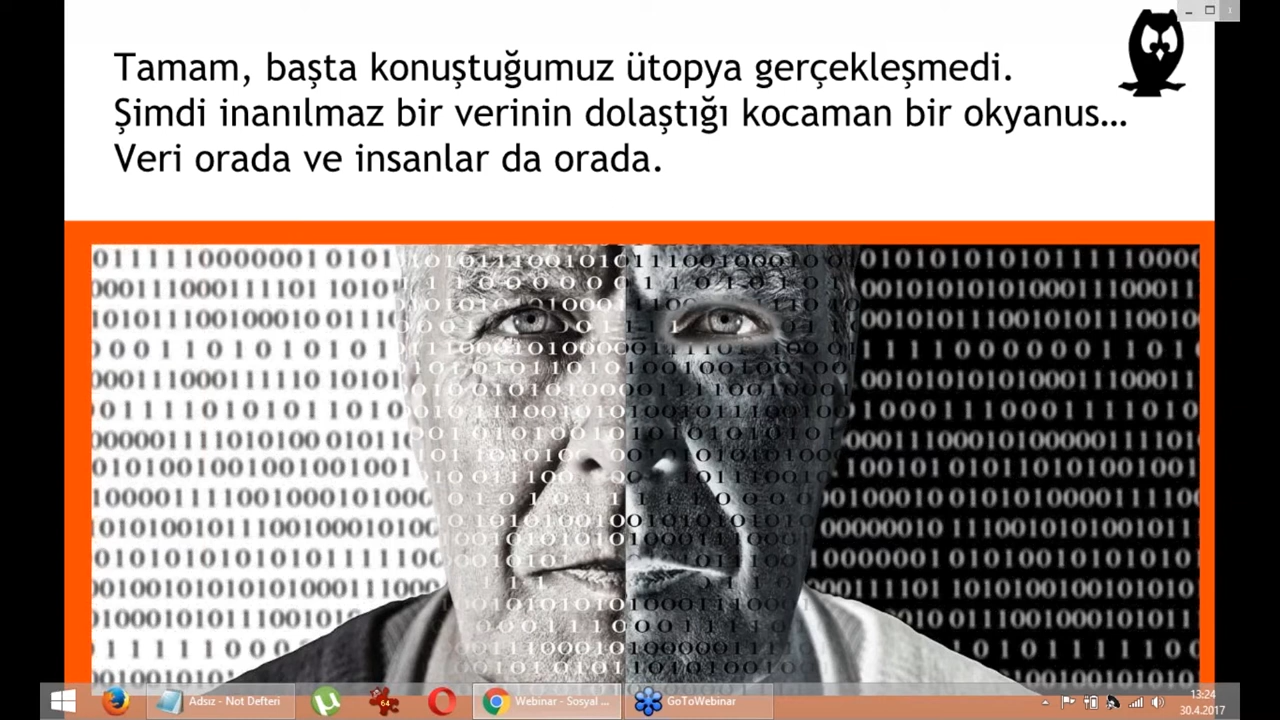 Tamam, başta konuştuğumuz ütopya gerçekleşmedi.
Şimdi inanılmaz bir verinin dolaştığı kocaman bir okyanus…
Veri orada ve insanlar da orada.
Adsız - Not Defteri
64
Webinar - Sosyal ...
GoToWebinar
13:24
30.4.2017